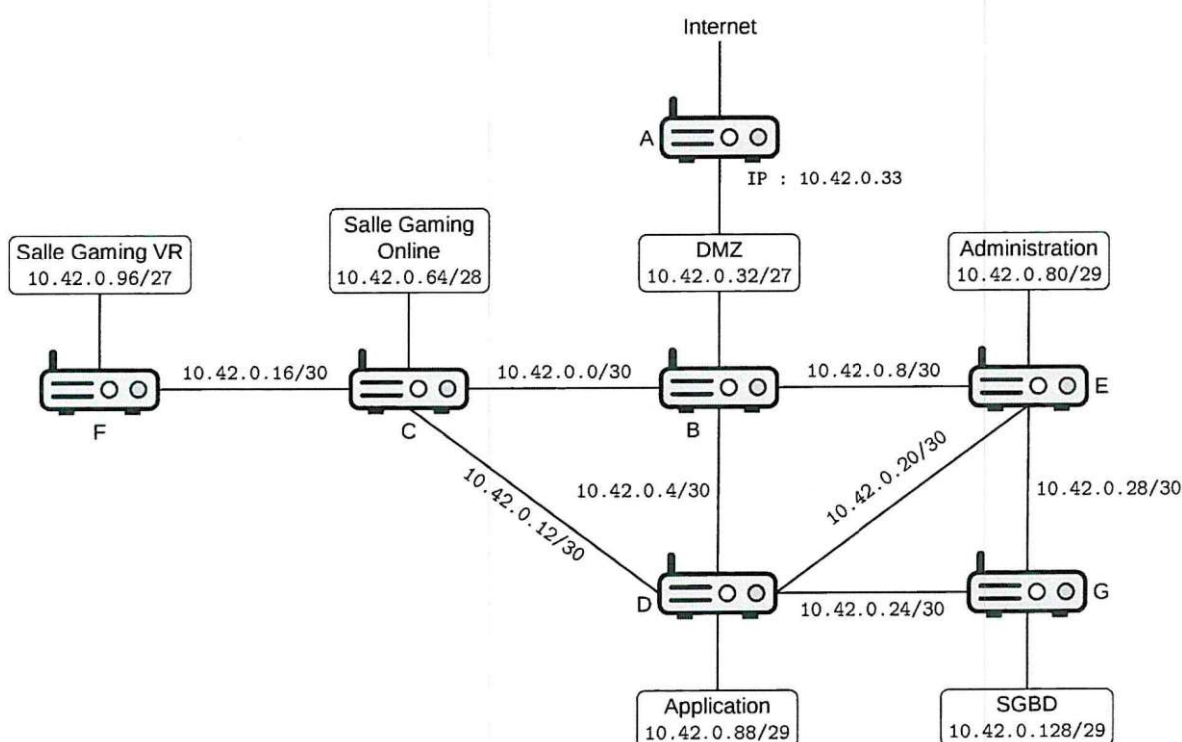 Internet
A
IP : 10.42.0.33
Salle Gaming VR
10.42.0.96/27
Salle Gaming
Online
10.42.0.64/28
DMZ
10.42.0.32/27
Administration
10.42.0.80/29
10.42.0.16/30
10.42.0.0/30
10.42.0.8/30
F
C
B
E
10.42.0.12/30
10.42.0.4/30
10.42.0.20/30
10.42.0.28/30
D
10.42.0.24/30
G
Application
10.42.0.88/29
SGBD
10.42.0.128/29